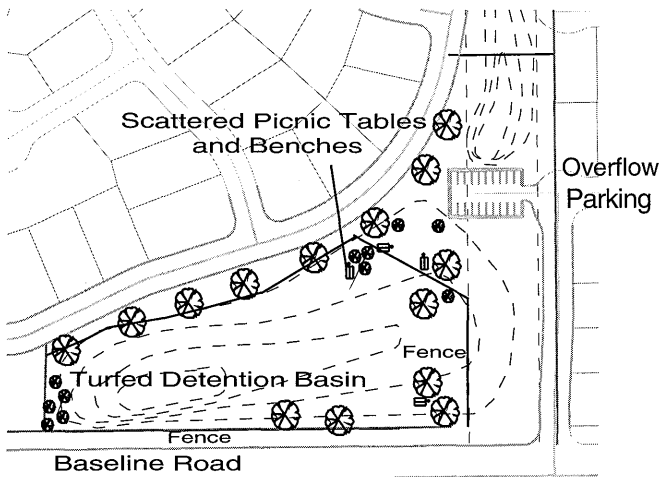 Scattered Picnic Tables
and Benches
Overflow
Parking
Fence
Turfed Detention Basin
Fence
Baseline Road